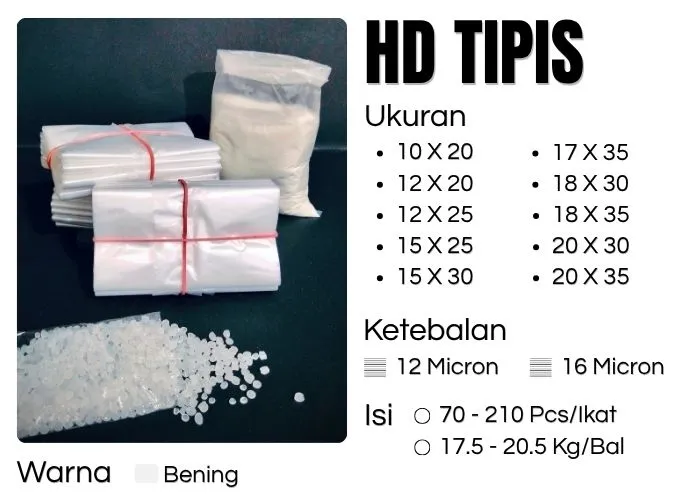 HD TIPIS
Ukuran
• 10 X 20
• 12 X 20
• 12 X 25
• 15 X 25
• 15 X 30
• 17 X 35
• 18 X 30
• 18 X 35
• 20 X 30
• 20 X 35
Ketebalan
12 Micron 16 Micron
Isi 70 - 210 Pcs/Ikat
17.5 - 20.5 Kg/Bal
Warna Bening